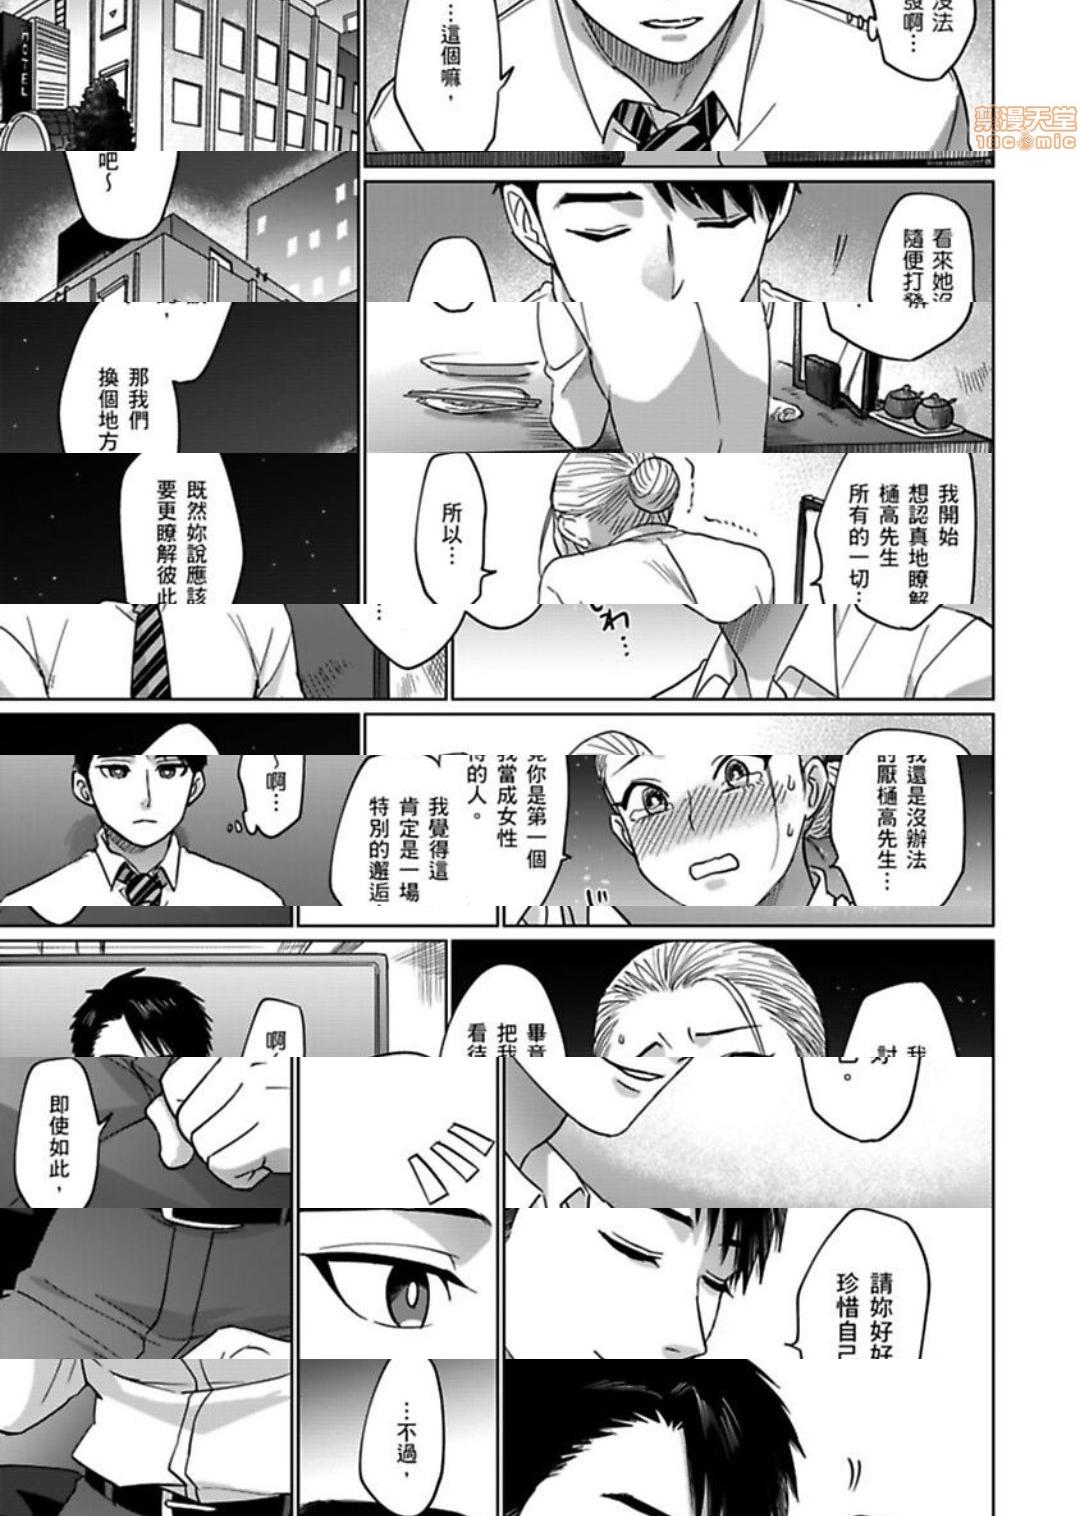 禁漫天堂
18comic
沒法
發啊…
…這個嘛，
MOTEL
吧～
看來她沒
隨便打發
那我們
換個地方
我開始
想認真地瞭解
樋高先生
所有的一切…
所以…
既然妳說應該
要更瞭解彼此
れ…
我還是沒辦法
討厭樋高先生…
竟你是第一個
我當成女性
待的人。
我覺得這
肯定是一場
特別的邂逅
～啊…
啊
畢竟
把我
看待
我
討
己。
即使如此，
請妳好好
珍惜自己
…不過，